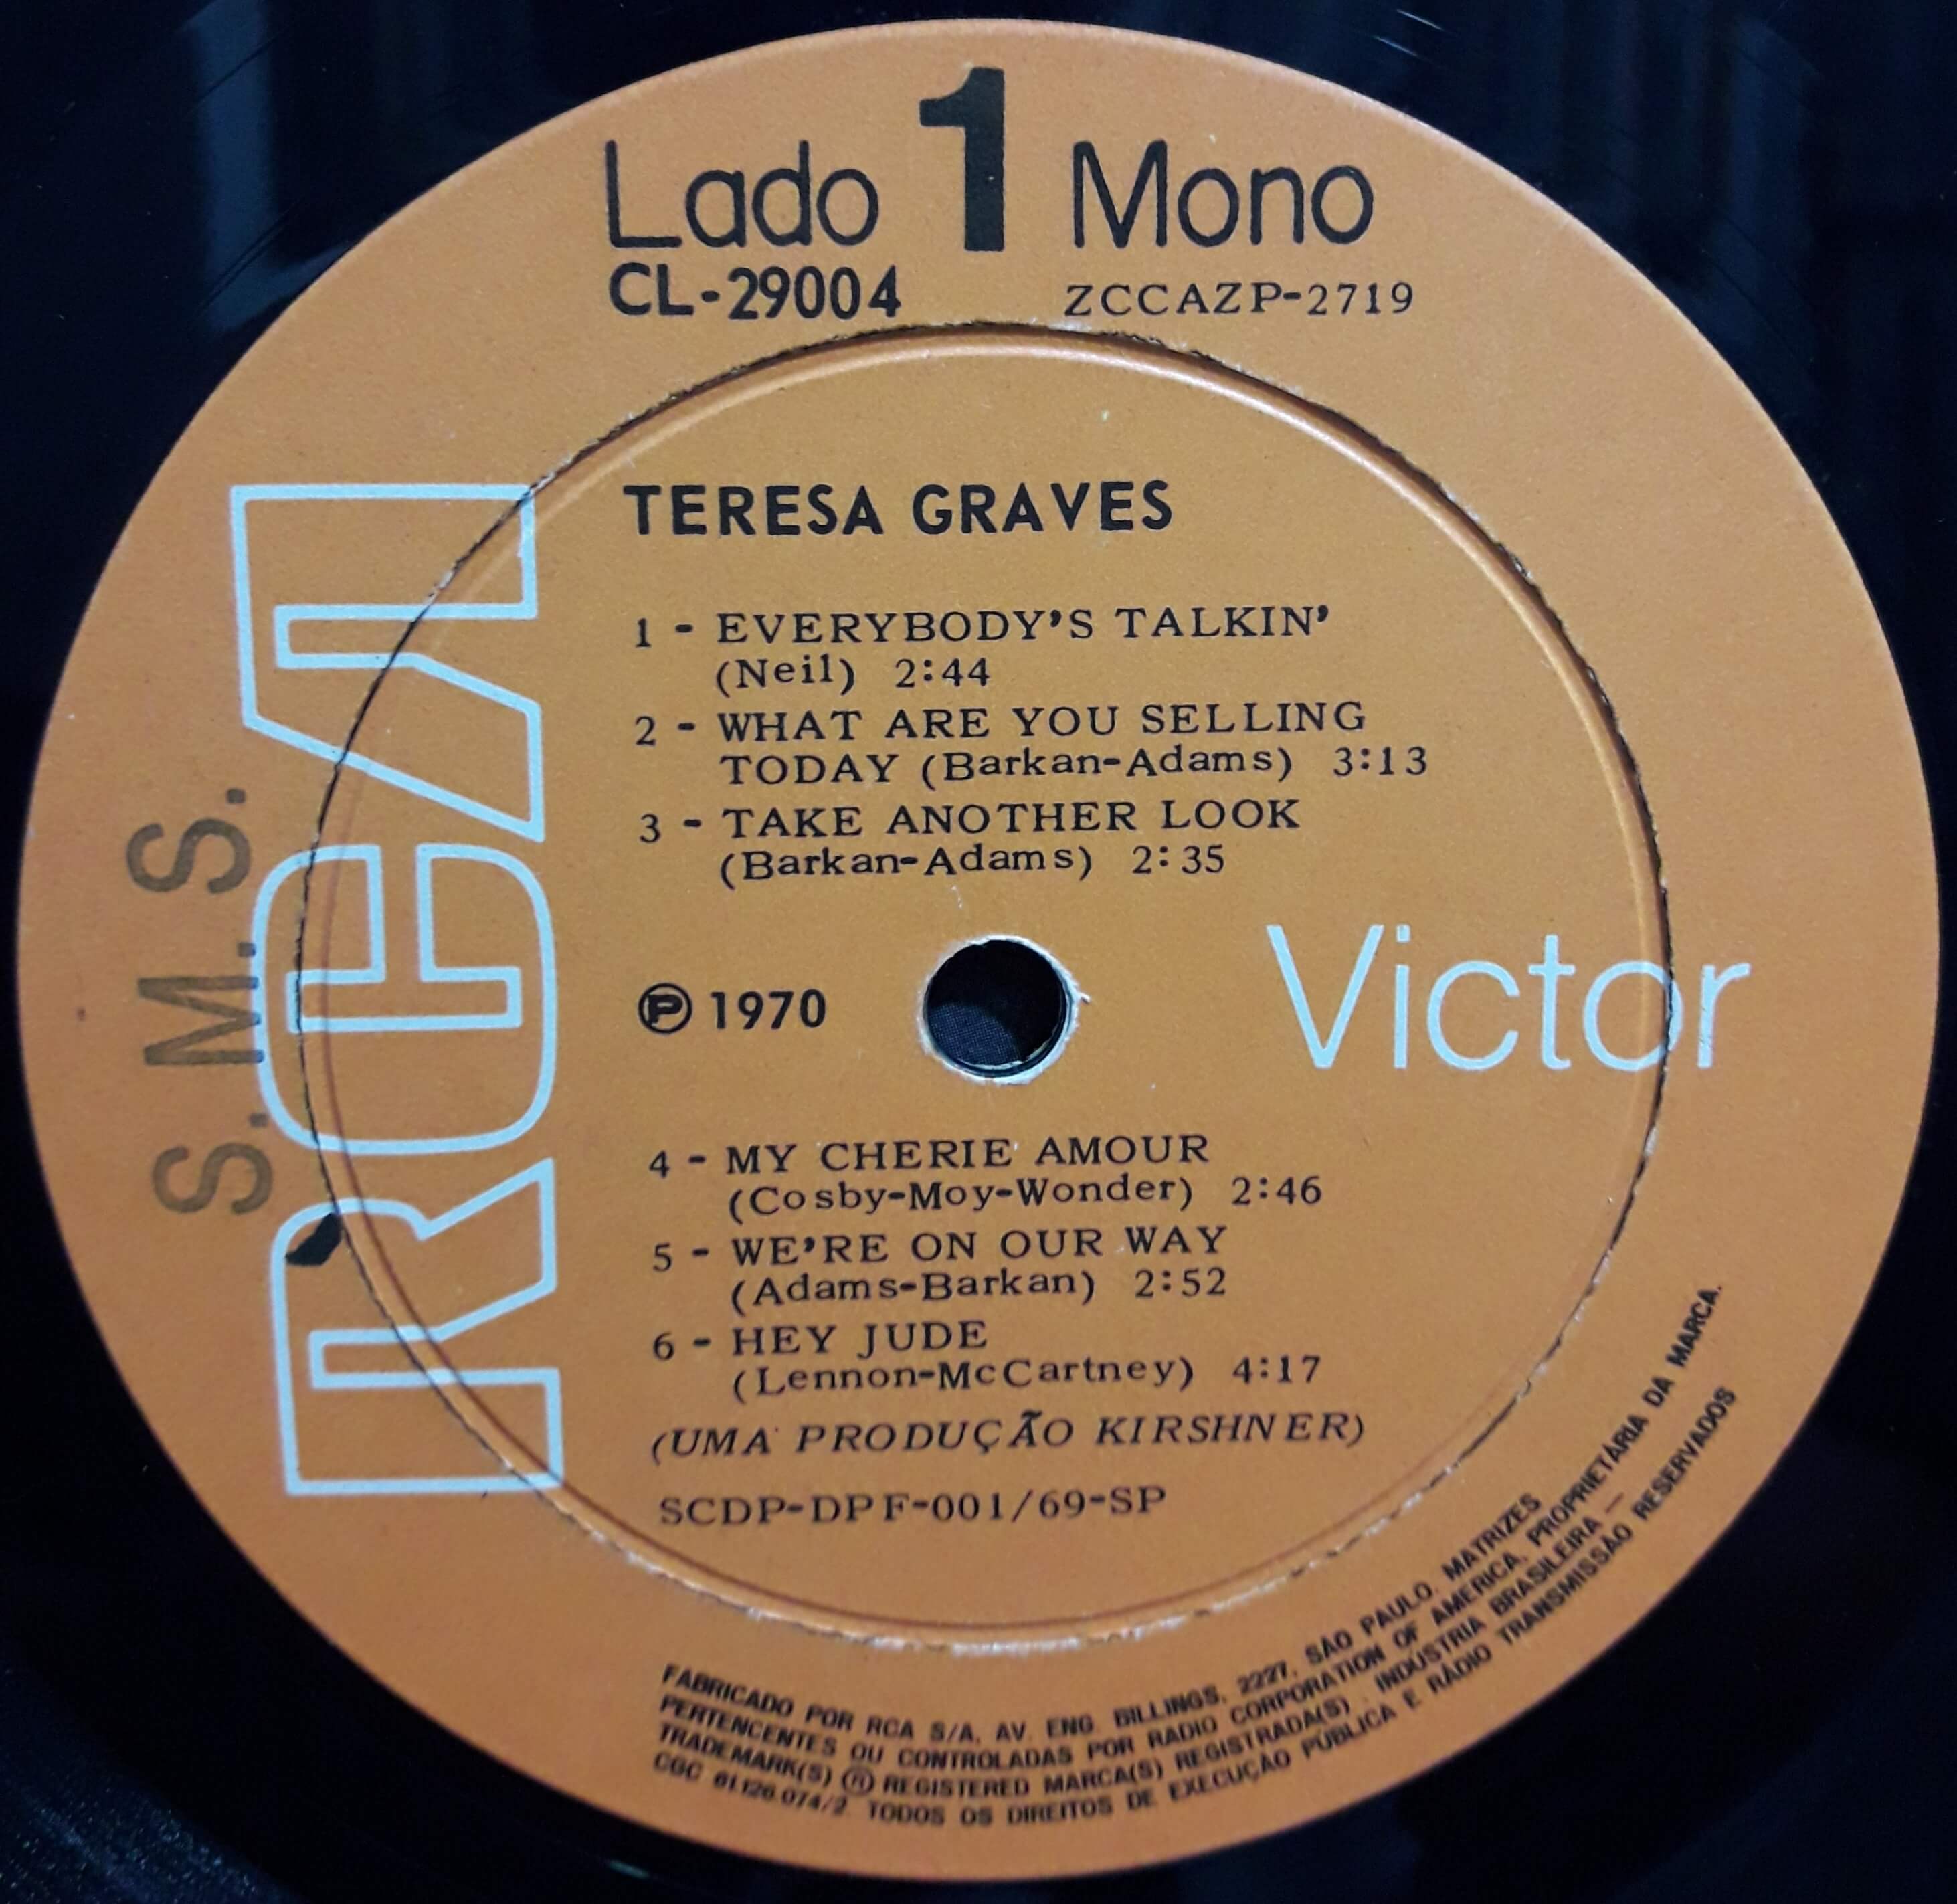 Lado 1 Mono
CL-29004 ZCCAZP-2719
TERESA GRAVES
1 - EVERYBODY'S TALKIN'
(Neil) 2:44
2 - WHAT ARE YOU SELLING
TODAY (Barkan-Adams) 3:13
3 - TAKE ANOTHER LOOK
(Barkan-Adams) 2:35
S. M. S.
RCA
℗ 1970
Victor
4 - MY CHERIE AMOUR
(Cosby-Moy-Wonder) 2:46
5 - WE'RE ON OUR WAY
(Adams-Barkan) 2:52
6 - HEY JUDE
(Lennon-McCartney) 4:17
(UMA PRODUÇÃO KIRSHNER)
SCDP-DPF-001/69-SP
FABRICADO POR RCA S/A, AV. ENG. BILLINGS, 2227, SÃO PAULO. MATRIZES
PERTENCENTES OU CONTROLADAS POR RADIO CORPORATION OF AMERICA, PROPRIETÁRIA DA MARCA.
TRADEMARK(S) ® REGISTERED MARCA(S) REGISTRADA(S) . INDÚSTRIA BRASILEIRA —
CGC 61.126.074/2 TODOS OS DIREITOS DE EXECUÇÃO PÚBLICA E RÁDIO TRANSMISSÃO RESERVADOS